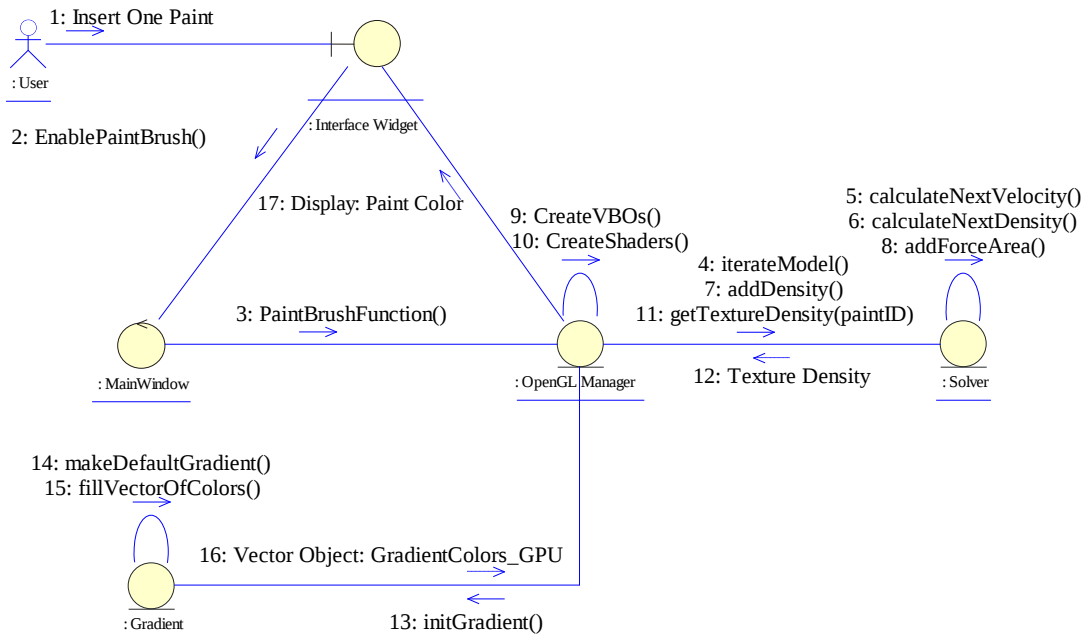 1: Insert One Paint
: User
: Interface Widget
2: EnablePaintBrush()
17: Display: Paint Color
9: CreateVBOs()
10: CreateShaders()
5: calculateNextVelocity()
6: calculateNextDensity()
8: addForceArea()
4: iterateModel()
7: addDensity()
11: getTextureDensity(paintID)
3: PaintBrushFunction()
12: Texture Density
: MainWindow
: OpenGL Manager
: Solver
14: makeDefaultGradient()
15: fillVectorOfColors()
16: Vector Object: GradientColors_GPU
13: initGradient()
: Gradient